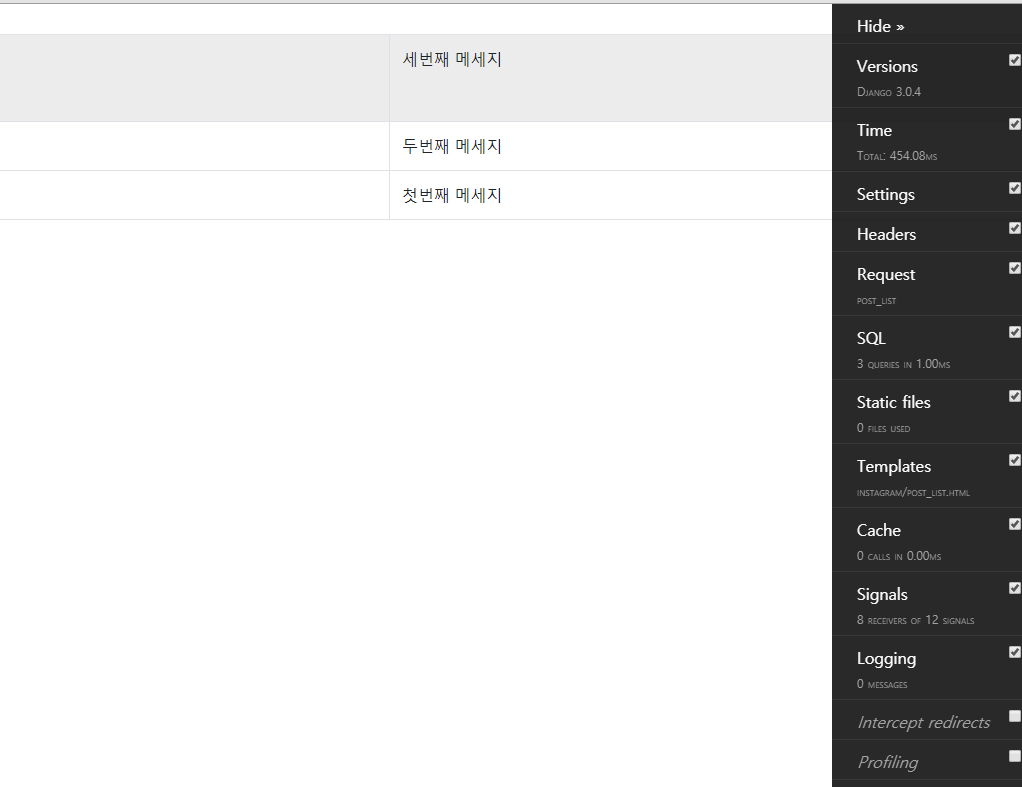 세번째 메세지
두번째 메세지
첫번째 메세지
Hide »
Versions
Django 3.0.4
Time
Total: 454.08ms
Settings
Headers
Request
post_list
SQL
3 queries in 1.00ms
Static files
0 files used
Templates
instagram/post_list.html
Cache
0 calls in 0.00ms
Signals
8 receivers of 12 signals
Logging
0 messages
Intercept redirects
Profiling